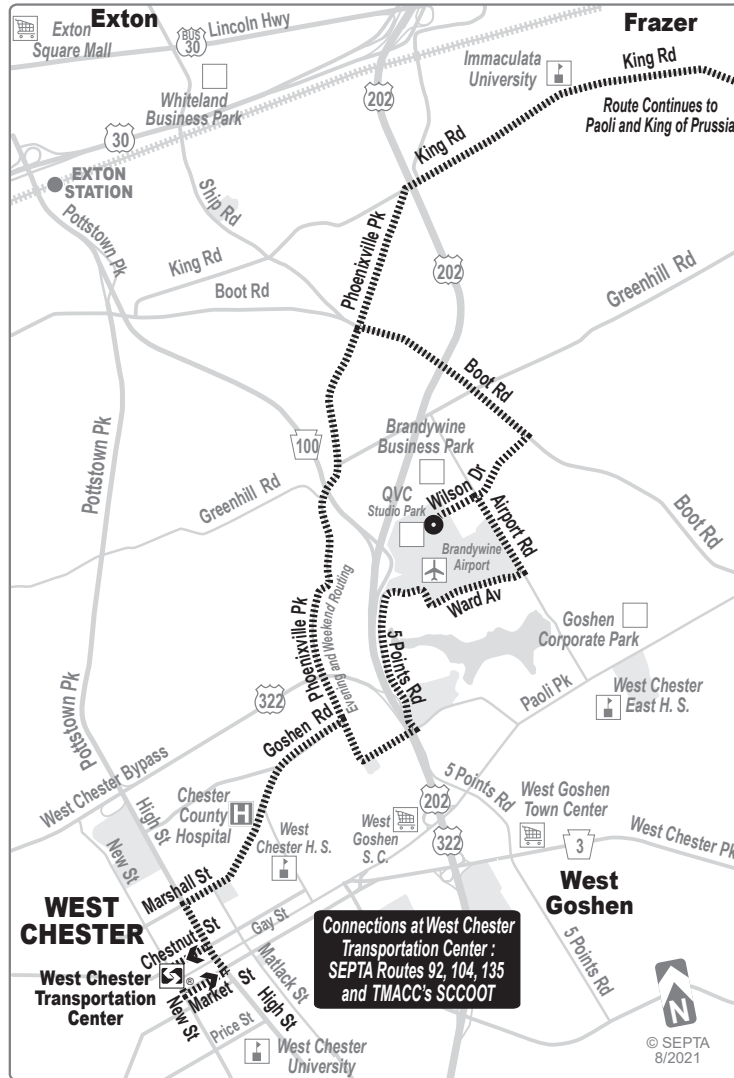 Exton
Frazer
Exton
Square Mall
BUS
30
Lincoln Hwy
King Rd
Immaculata
University
Whiteland
Business Park
202
Route Continues to
Paoli and King of Prussia
30
King Rd
EXTON
STATION
Ship Rd
Pottstown Pk
King Rd
Phoenixville Pk
202
Greenhill Rd
Boot Rd
Boot Rd
Brandywine
Business Park
100
Pottstown Pk
Greenhill Rd
QVC
Studio Park
Wilson Dr
Airport Rd
Boot Rd
Brandywine
Airport
Ward Av
Phoenixville Pk
Evening and Weekend Routing
5 Points Rd
Goshen
Corporate Park
Pottstown Pk
322
Goshen Rd
Paoli Pk
West Chester
East H. S.
West Chester Bypass
High St
New St
Chester
County
Hospital
H
West
Chester H. S.
West
Goshen
S. C.
202
322
5 Points Rd
West Goshen
Town Center
3
West Chester Pk
WEST
CHESTER
Marshall St
Gay St
West
Goshen
Chestnut St
Matlack St
Connections at West Chester
Transportation Center :
SEPTA Routes 92, 104, 135
and TMACC's SCCOOT
5 Points Rd
West Chester
Transportation
Center
®
Market St
High St
New St
Price St
West Chester
University
N
© SEPTA
8/2021